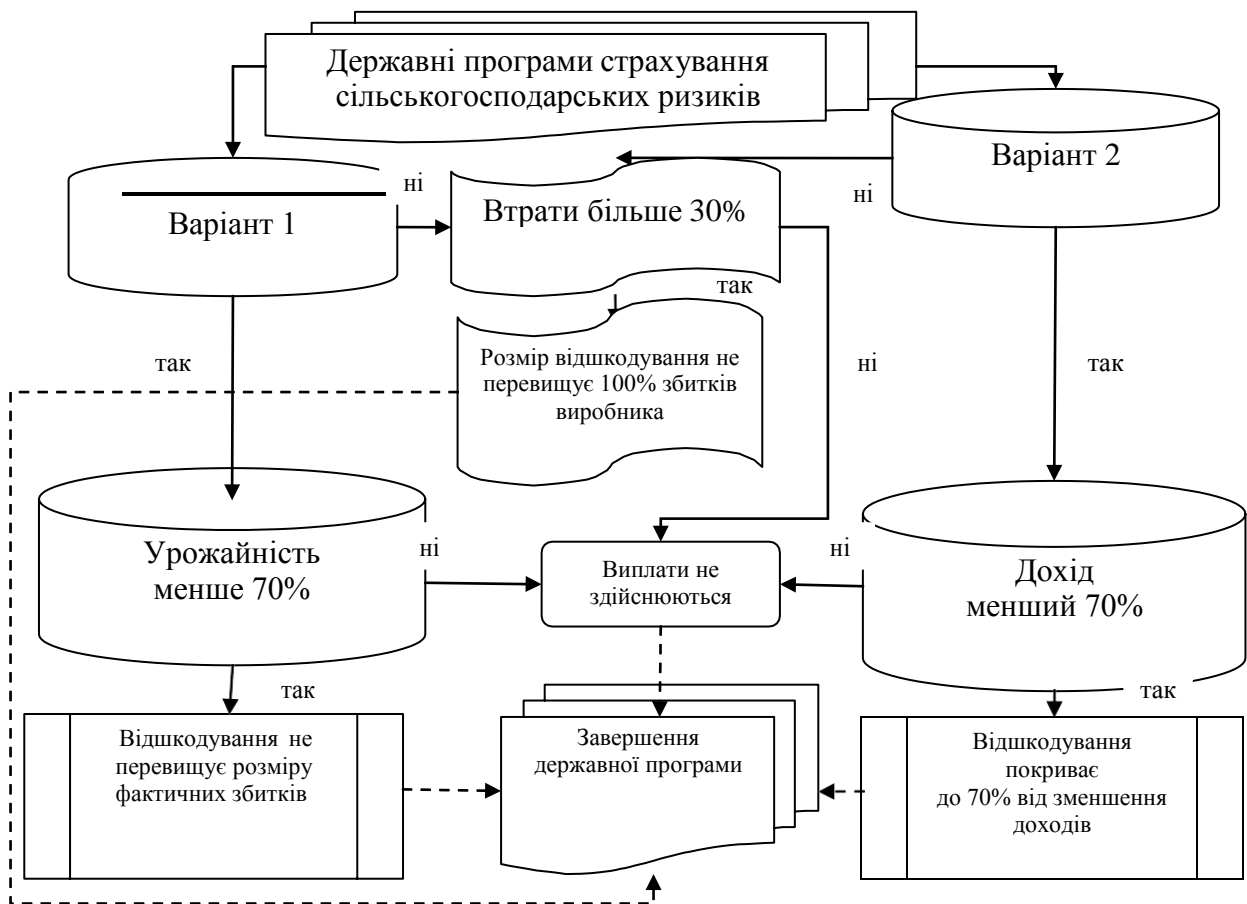 Державні програми страхування
сільськогосподарських ризиків
Варіант 2
ні
ні
Варіант 1
Втрати більше 30%
так
так
Розмір відшкодування не
перевищує 100% збитків
виробника
ні
так
Урожайність
менше 70%
ні
Виплати не
здійснюються
ні
Дохід
менший 70%
так
так
Відшкодування не
перевищує розміру
фактичних збитків
Завершення
державної програми
Відшкодування
покриває
до 70% від зменшення
доходів